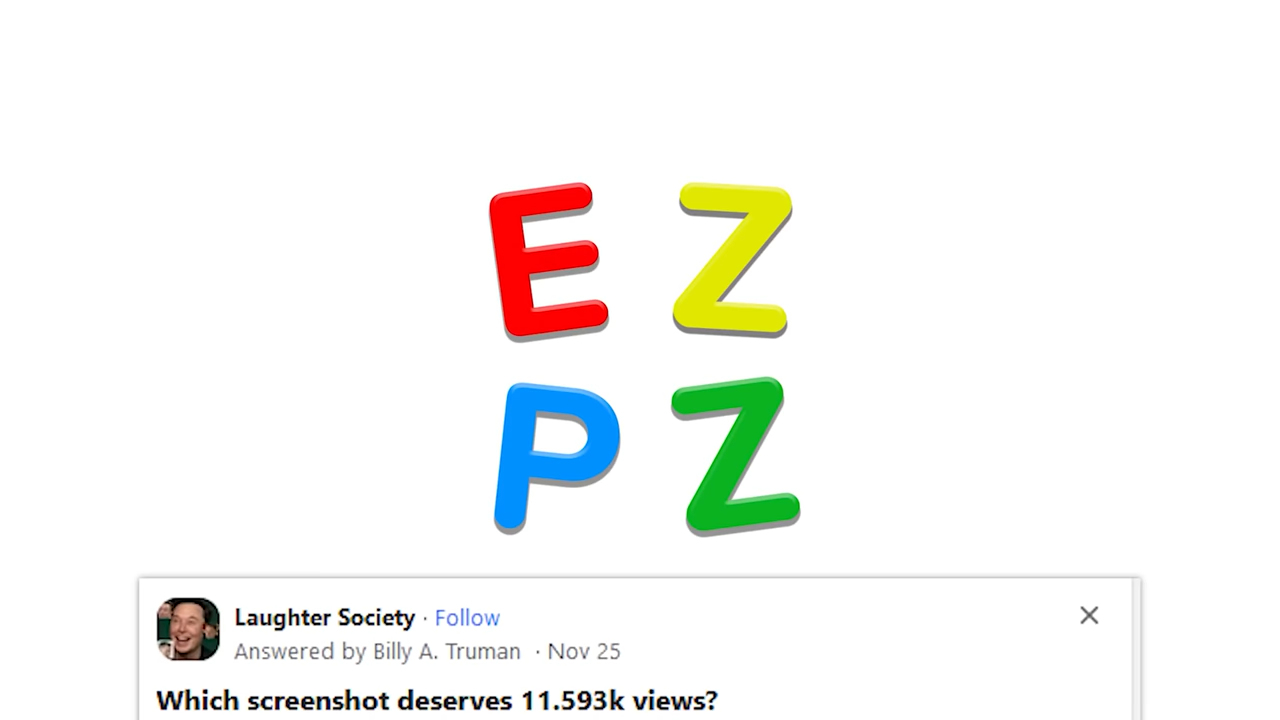 E Z
P Z
Laughter Society · Follow
Answered by Billy A. Truman · Nov 25
Which screenshot deserves 11.593k views?